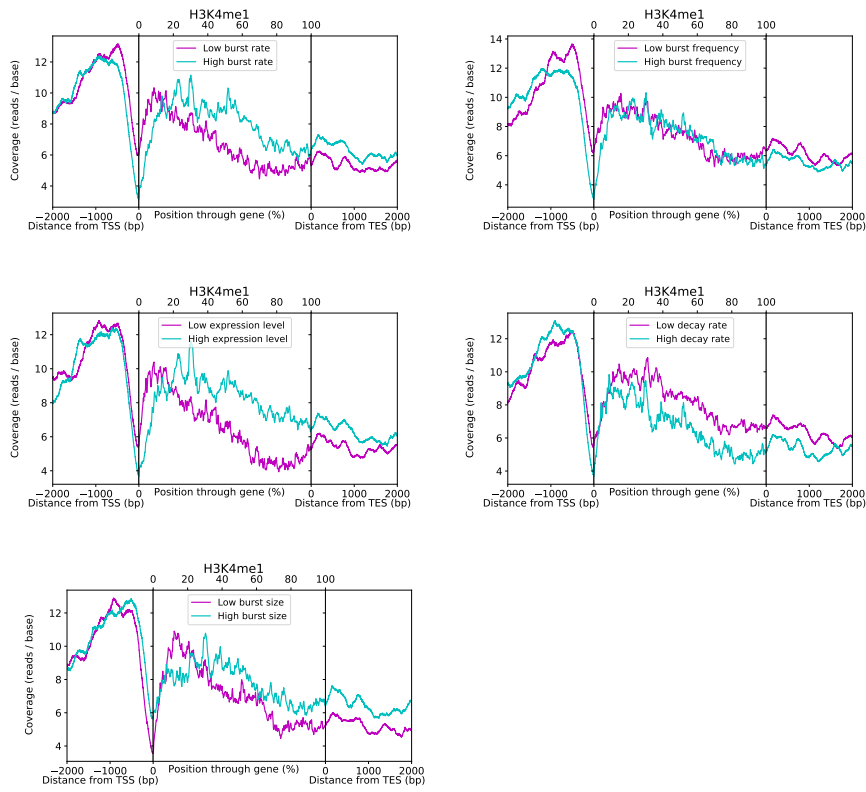 H3K4me1
0 20 40 60 80 100
Low burst rate
High burst rate
Coverage (reads / base)
12
10
8
6
4
−2000 −1000 0 0 1000 2000
Position through gene (%)
Distance from TSS (bp) Distance from TES (bp)
H3K4me1
0 20 40 60 80 100
Low burst frequency
High burst frequency
Coverage (reads / base)
14
12
10
8
6
4
−2000 −1000 0 0 1000 2000
Position through gene (%)
Distance from TSS (bp) Distance from TES (bp)
H3K4me1
0 20 40 60 80 100
Low expression level
High expression level
Coverage (reads / base)
12
10
8
6
4
−2000 −1000 0 0 1000 2000
Position through gene (%)
Distance from TSS (bp) Distance from TES (bp)
H3K4me1
0 20 40 60 80 100
Low decay rate
High decay rate
Coverage (reads / base)
12
10
8
6
4
−2000 −1000 0 0 1000 2000
Position through gene (%)
Distance from TSS (bp) Distance from TES (bp)
H3K4me1
0 20 40 60 80 100
Low burst size
High burst size
Coverage (reads / base)
12
10
8
6
4
−2000 −1000 0 0 1000 2000
Position through gene (%)
Distance from TSS (bp) Distance from TES (bp)